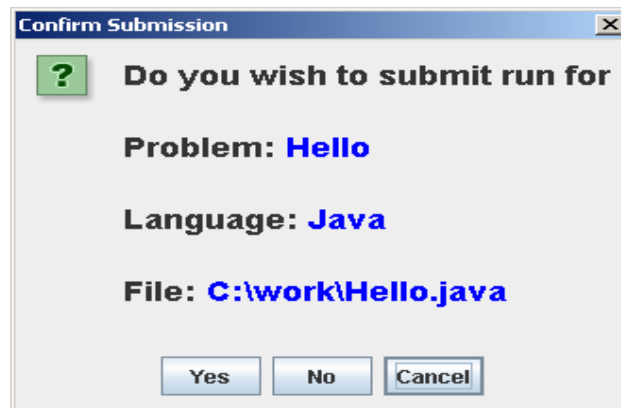 Confirm Submission
Do you wish to submit run for
Problem: Hello
Language: Java
File: C:\work\Hello.java
Yes No Cancel